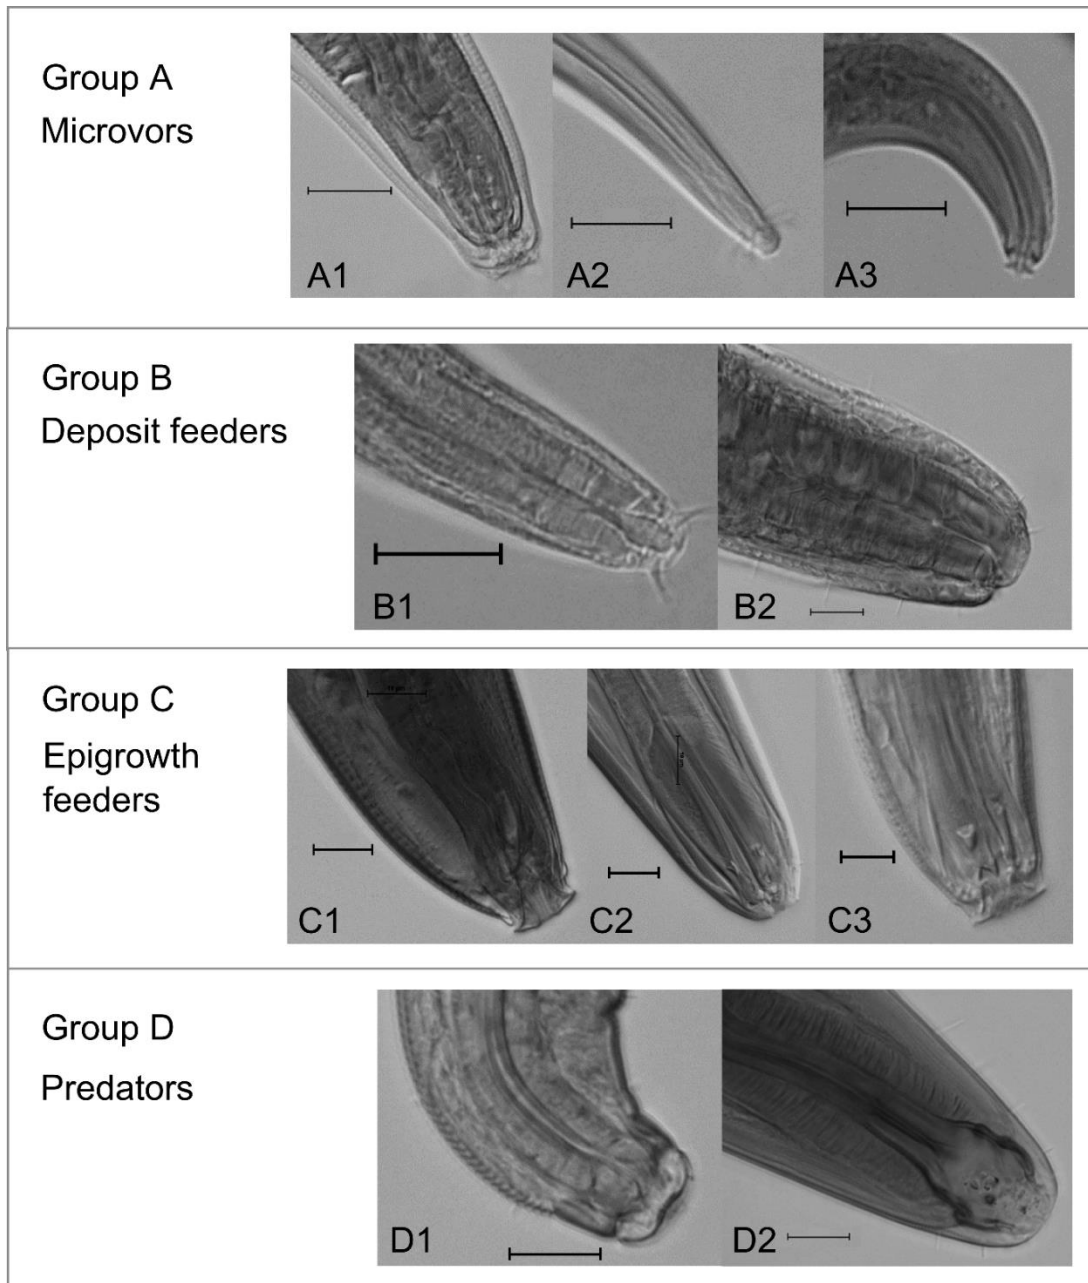 Group A
Microvors
A1
A2
A3
Group B
Deposit feeders
B1
B2
Group C
Epigrowth
feeders
C1
C2
C3
Group D
Predators
D1
D2